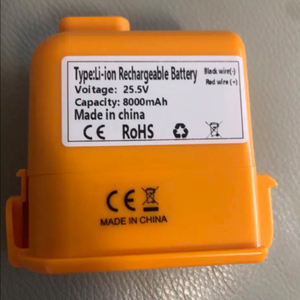 Type:Li-ion Rechargeable Battery
Black wire(-)
Red wire (+)
Voitage: 25.5V
Capacity: 8000mAh
Made in china
CE RoHS
CE
MADE IN CHINA